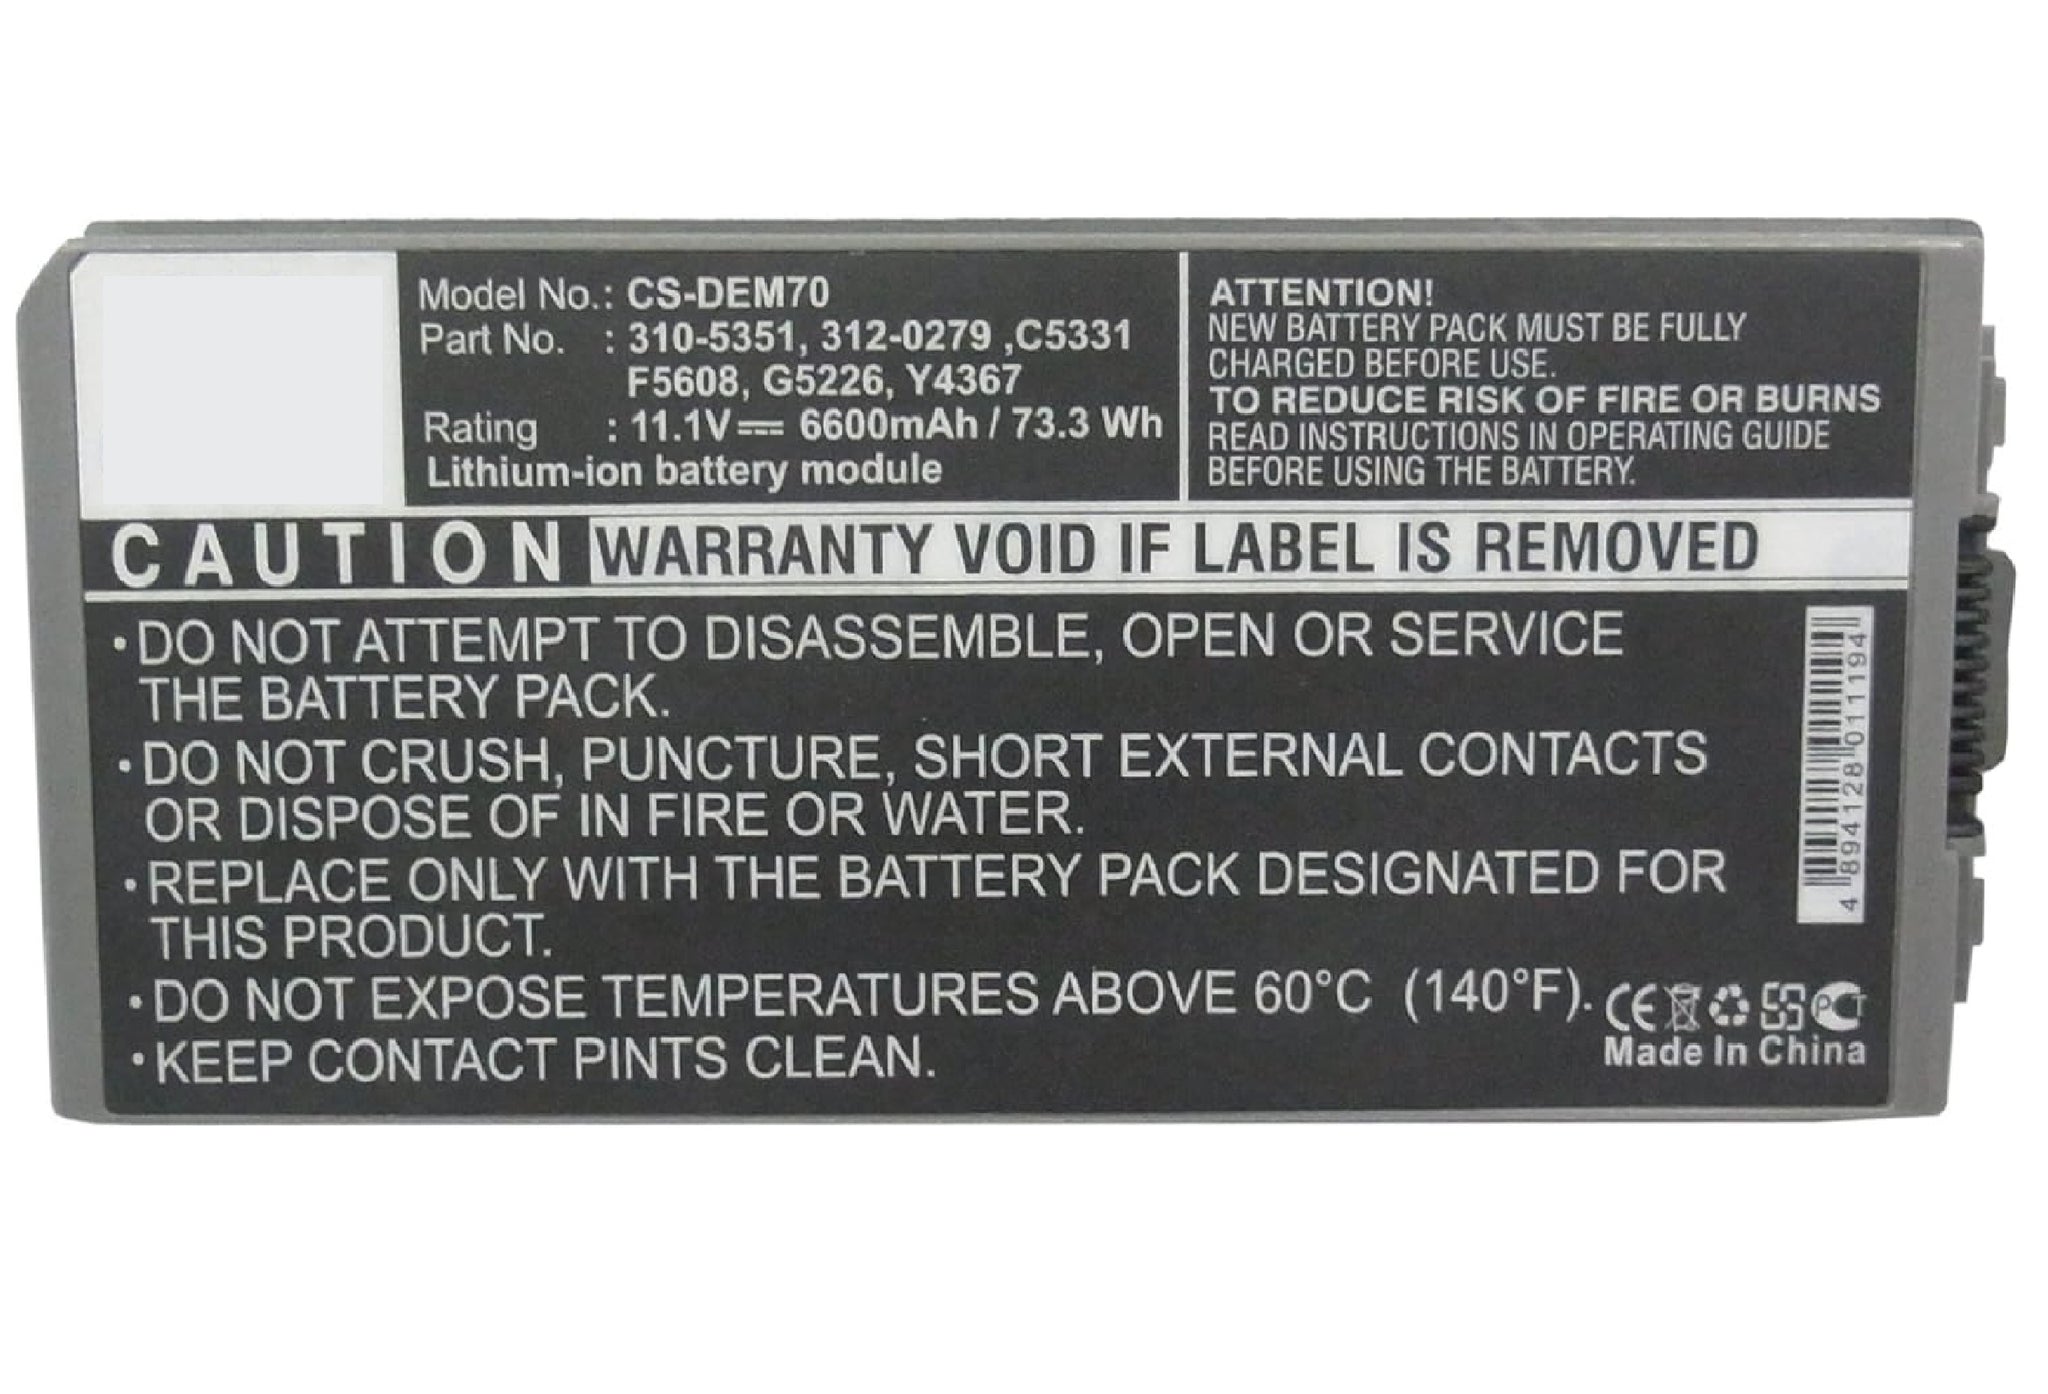 Model No.: CS-DEM70
Part No. : 310-5351, 312-0279 ,C5331
F5608, G5226, Y4367
Rating : 11.1V⎓ 6600mAh / 73.3 Wh
Lithium-ion battery module
ATTENTION!
NEW BATTERY PACK MUST BE FULLY
CHARGED BEFORE USE.
TO REDUCE RISK OF FIRE OR BURNS
READ INSTRUCTIONS IN OPERATING GUIDE
BEFORE USING THE BATTERY.
CAUTION WARRANTY VOID IF LABEL IS REMOVED
·DO NOT ATTEMPT TO DISASSEMBLE, OPEN OR SERVICE
THE BATTERY PACK.
·DO NOT CRUSH, PUNCTURE, SHORT EXTERNAL CONTACTS
OR DISPOSE OF IN FIRE OR WATER.
·REPLACE ONLY WITH THE BATTERY PACK DESIGNATED FOR
THIS PRODUCT.
·DO NOT EXPOSE TEMPERATURES ABOVE 60°C (140°F).
·KEEP CONTACT PINTS CLEAN.
4 894128 011194
CE PCT
Made In China